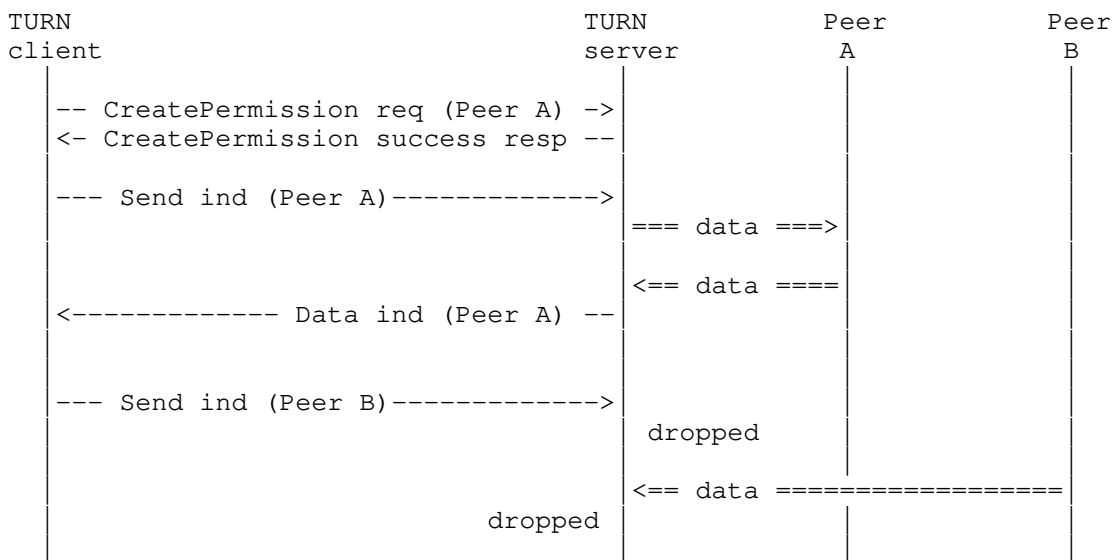 TURN TURN Peer Peer
client server A B
|-- CreatePermission req (Peer A) ->|
|<- CreatePermission success resp --|
|--- Send ind (Peer A)------------->|
|=== data ===>|
|<== data ====|
|<------------- Data ind (Peer A) --|
|--- Send ind (Peer B)------------->|
dropped
|<== data ==================|
dropped